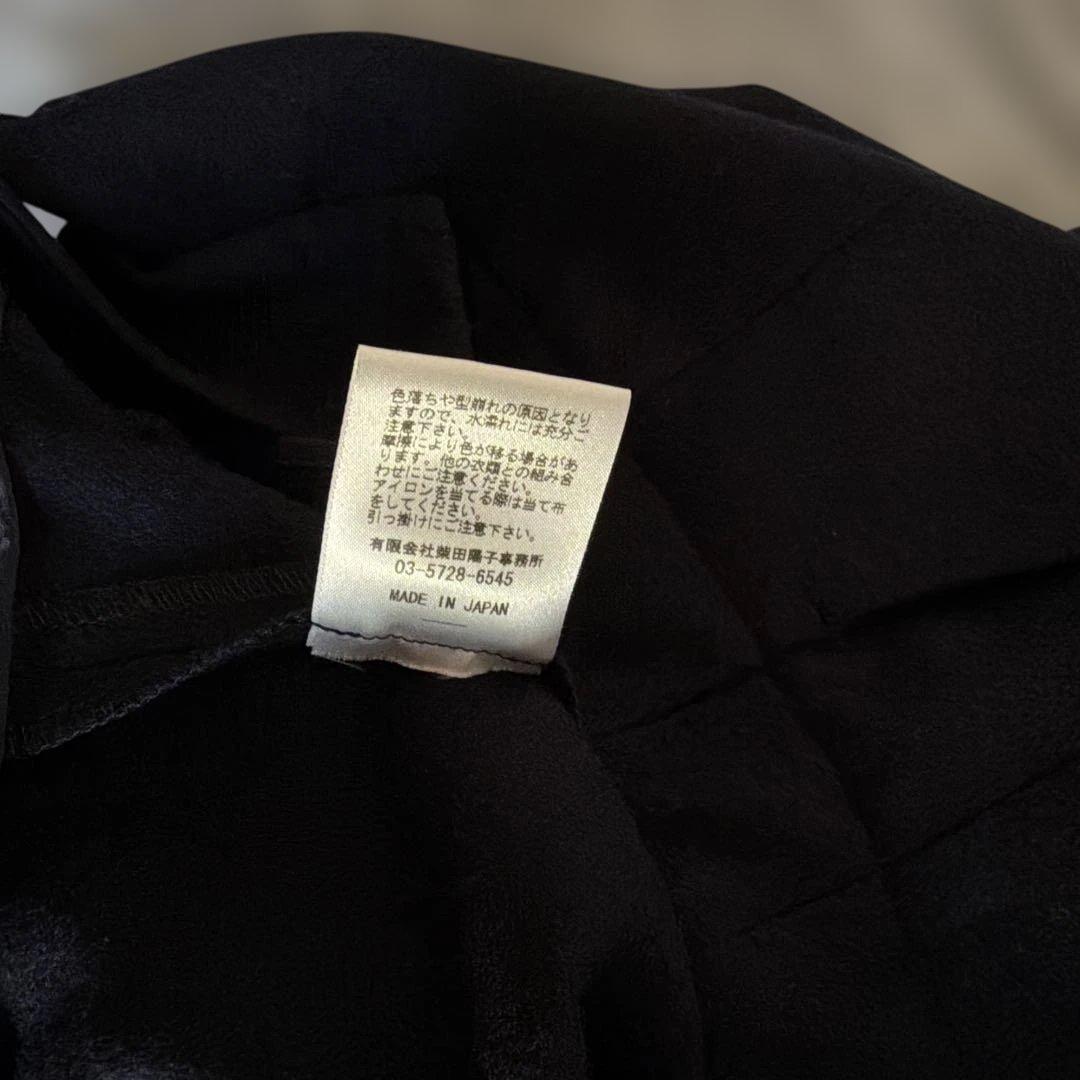 色落ちや型崩れの原因となり
ますので、水濡れには充分ご
注意下さい。
摩擦により色が移る場合があ
ります。他の衣類との組み合
わせにご注意ください。
アイロンを当てる際は当て布
をしてください。
引っ掛けにご注意下さい。
有限会社柴田陽子事務所
03-5728-6545
MADE IN JAPAN